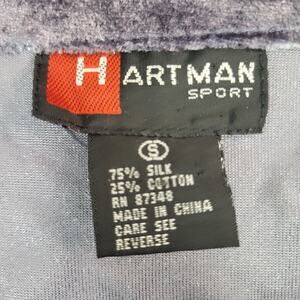 HARTMAN
SPORT
S
75% SILK
25% COTTON
RN 87348
MADE IN CHINA
CARE SEE
REVERSE